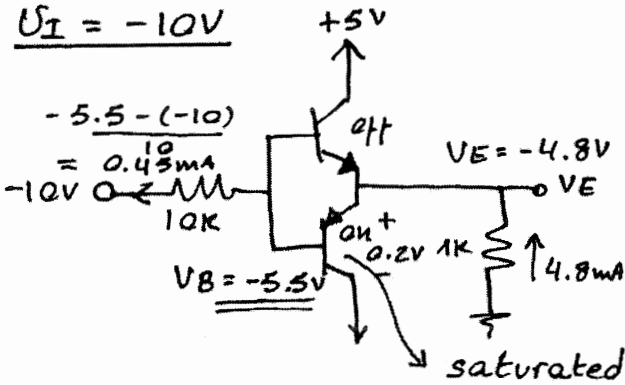 υI = -10V
+5V
-5.5-(-10)
10
= 0.45mA
off
VE = -4.8V
-10V
VE
10K
on
+
0.2V
-
1K
4.8mA
VB = -5.5V
saturated